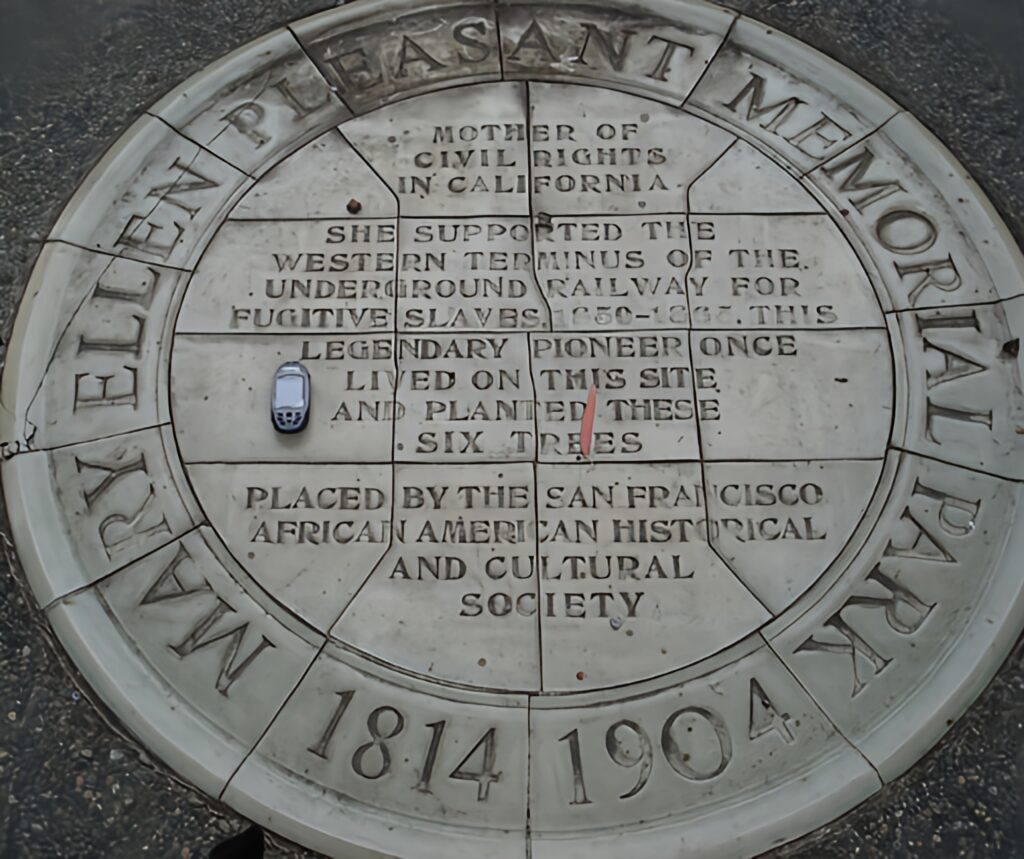 MARY ELLEN PLEASANT MEMORIAL PARK
MOTHER OF
CIVIL RIGHTS
IN CALIFORNIA.
SHE SUPPORTED THE
WESTERN TERMINUS OF THE
UNDERGROUND RAILWAY FOR
FUGITIVE SLAVES, 1850-1865. THIS
LEGENDARY PIONEER ONCE
LIVED ON THIS SITE
AND PLANTED THESE
SIX TREES
PLACED BY THE SAN FRANCISCO
AFRICAN AMERICAN HISTORICAL
AND CULTURAL
SOCIETY
1814 1904